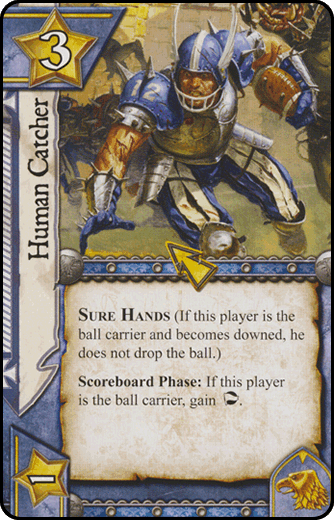 3
Human Catcher
SURE HANDS (If this player is the
ball carrier and becomes downed, he
does not drop the ball.)
Scoreboard Phase: If this player
is the ball carrier, gain .
1